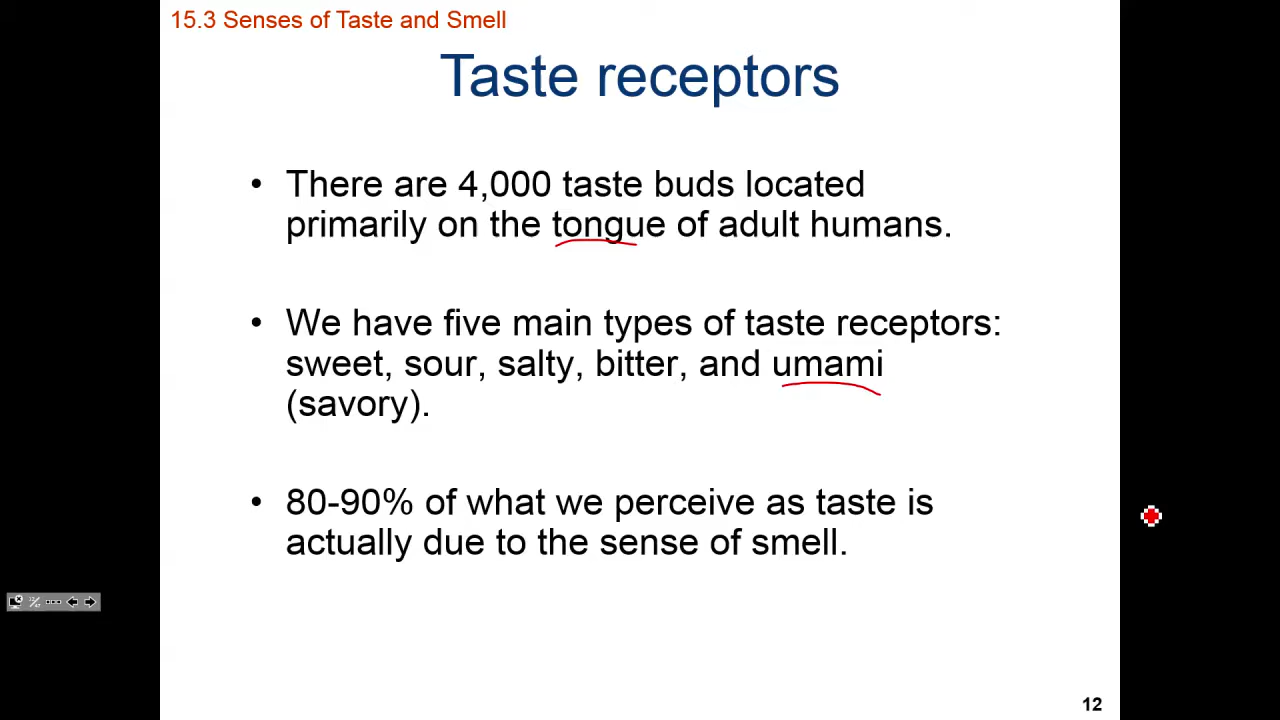 15.3 Senses of Taste and Smell
Taste receptors
• There are 4,000 taste buds located
primarily on the tongue of adult humans.
• We have five main types of taste receptors:
sweet, sour, salty, bitter, and umami
(savory).
• 80-90% of what we perceive as taste is
actually due to the sense of smell.
12